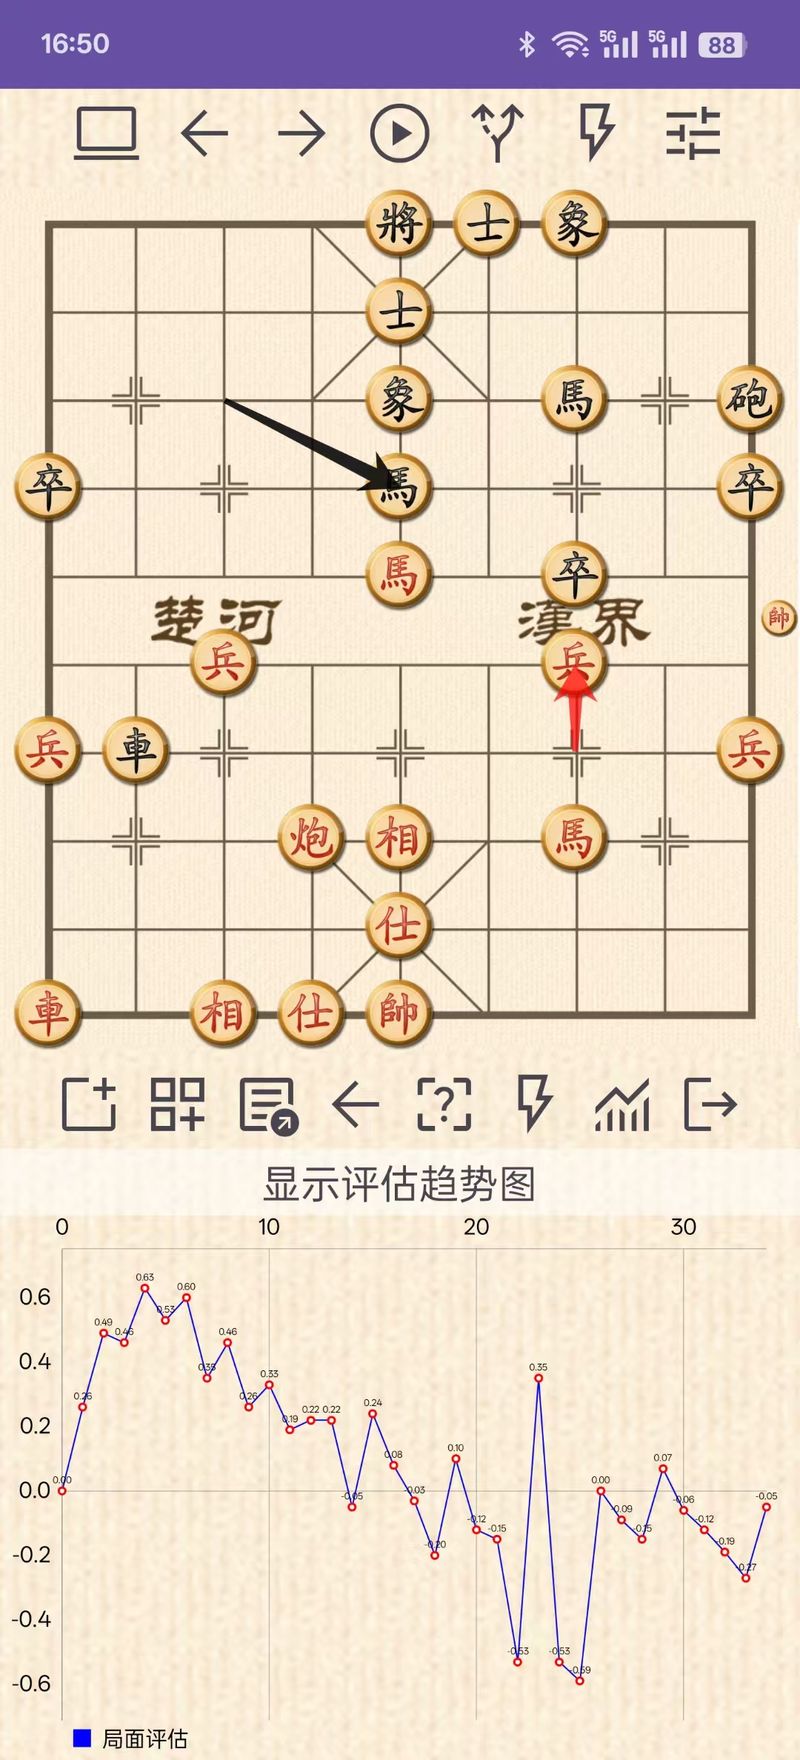 16:50 5G 5G 88
將 士 象
士
象 馬 砲
卒 馬 卒
馬 卒
楚河 漢界
帥
兵 兵
兵 車 兵
炮 相 馬
仕
車 相 仕 帥
?
显示评估趋势图
0 10 20 30
0.6
0.4
0.2
0.0
-0.2
-0.4
-0.6
0.00 0.26 0.49 0.46 0.63 0.53 0.60 0.35 0.46 0.26 0.33 0.19 0.22 0.22 -0.05 0.24 0.08 -0.03 -0.20 0.10 -0.12 -0.15 -0.53 0.35 -0.53 -0.59 0.00 -0.09 -0.15 0.07 -0.06 -0.12 -0.19 -0.27 -0.05
局面评估